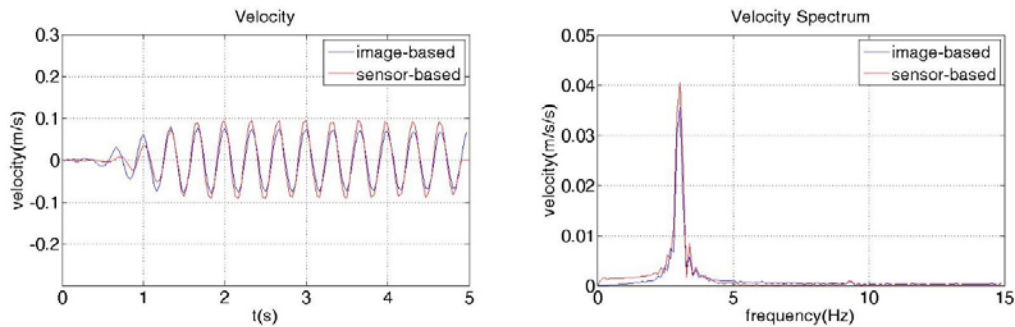 Velocity
0.3
0.2
0.1
0
-0.1
-0.2
velocity(m/s)
image-based
sensor-based
0 1 2 3 4 5
t(s)
Velocity Spectrum
0.05
0.04
0.03
0.02
0.01
0
velocity(m/s/s)
image-based
sensor-based
0 5 10 15
frequency(Hz)